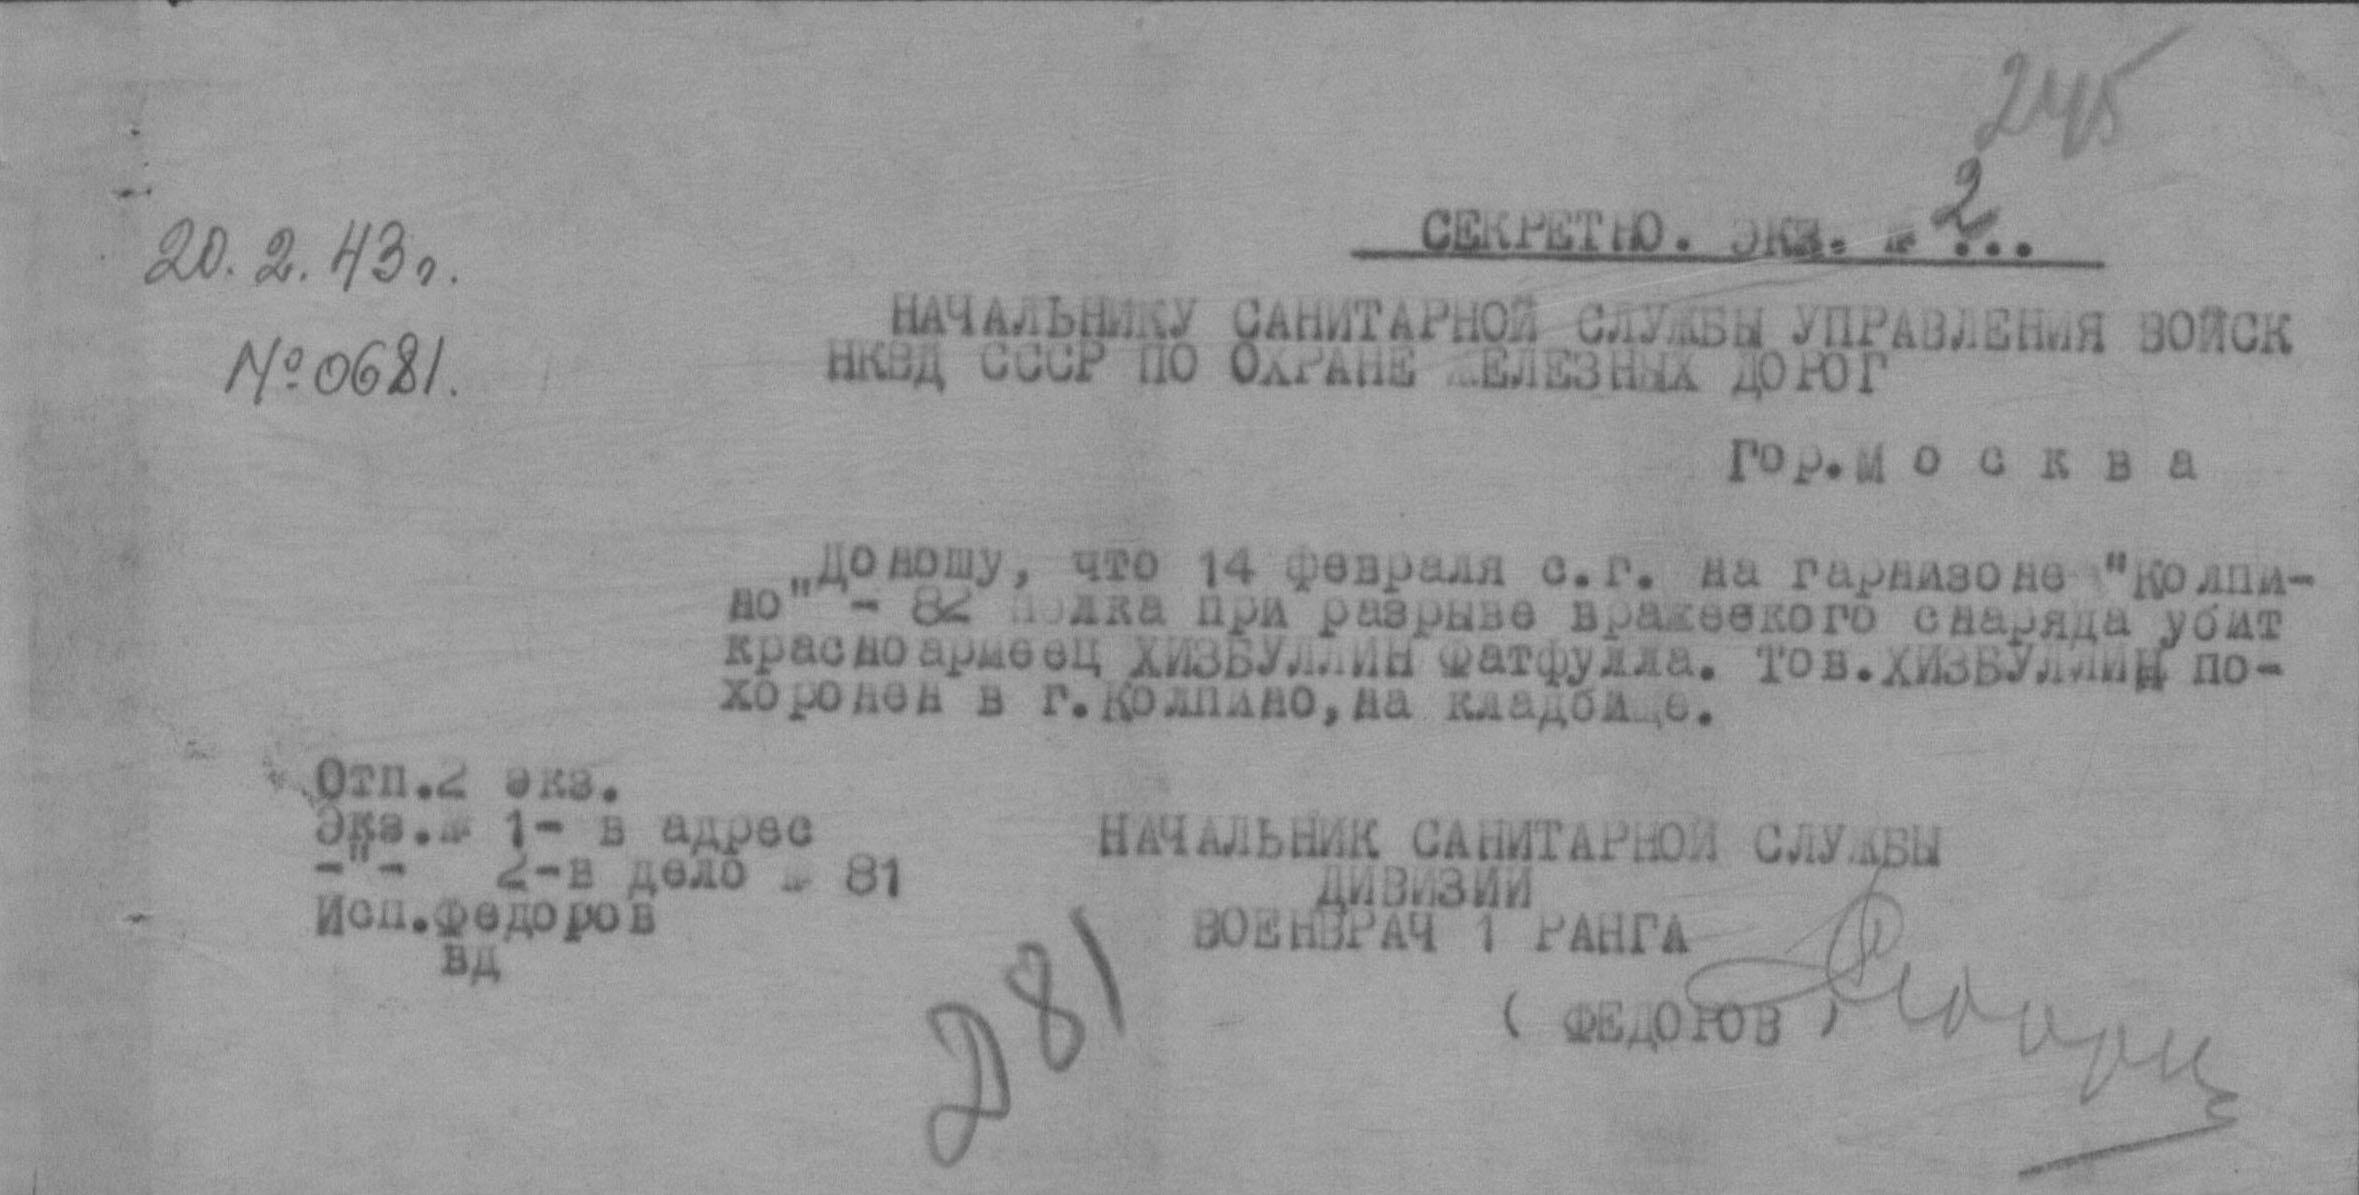 245
СЕКРЕТНО. экз. № 2...
20.2.43 г.
№ 0681.
НАЧАЛЬНИКУ САНИТАРНОЙ СЛУЖБЫ УПРАВЛЕНИЯ ВОЙСК
НКВД СССР ПО ОХРАНЕ ЖЕЛЕЗНЫХ ДОРОГ
Гор.М о с к в а
Доношу, что 14 февраля с.г. на гарнизоне "Колпи-
но" - 82 полка при разрыве вражеского снаряда убит
красноармеец ХИЗБУЛЛИН Фатфулла. Тов.ХИЗБУЛЛИН по-
хоронен в г.Колпино,на кладбище.
Отп.2 экз.
Экз.№ 1- в адрес
-"- 2-в дело № 81
Исп.Федоров
вд
НАЧАЛЬНИК САНИТАРНОЙ СЛУЖБЫ
ДИВИЗИИ
ВОЕНВРАЧ 1 РАНГА
( ФЕДОРОВ )
Д 81